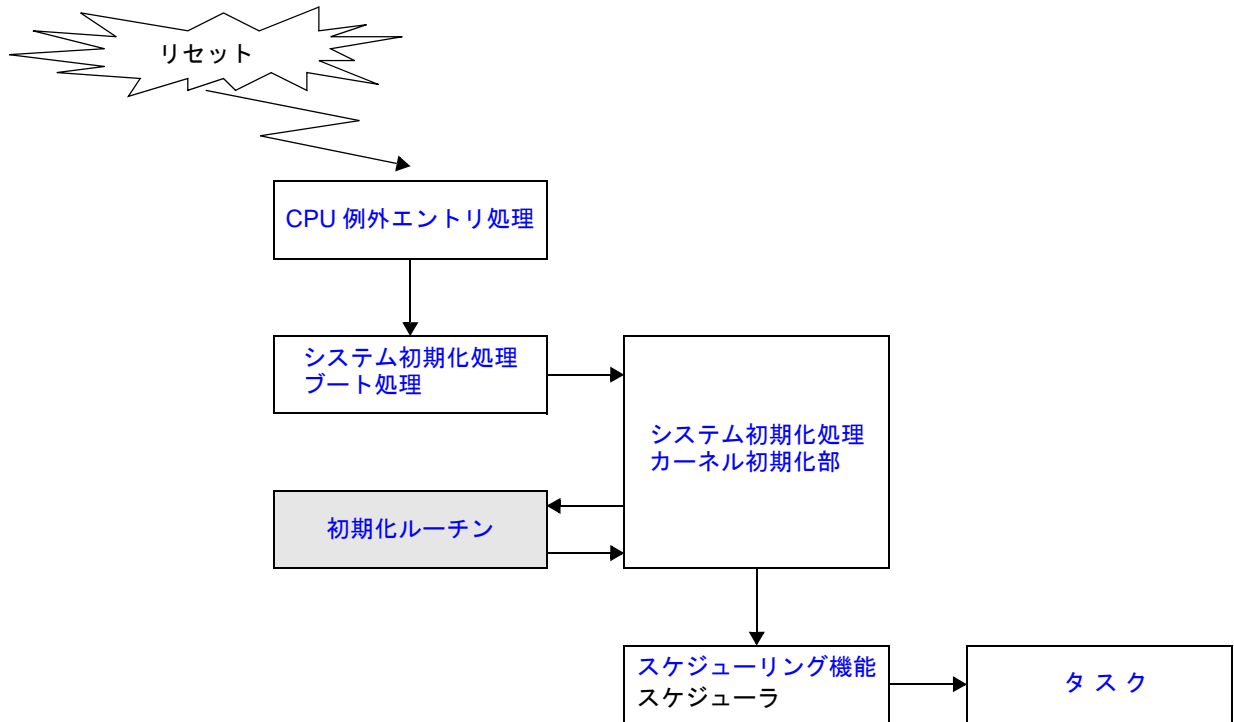 リセット
CPU 例外エントリ処理
システム初期化処理
ブート処理
システム初期化処理
カーネル初期化部
初期化ルーチン
スケジューリング機能
スケジューラ
タ ス ク